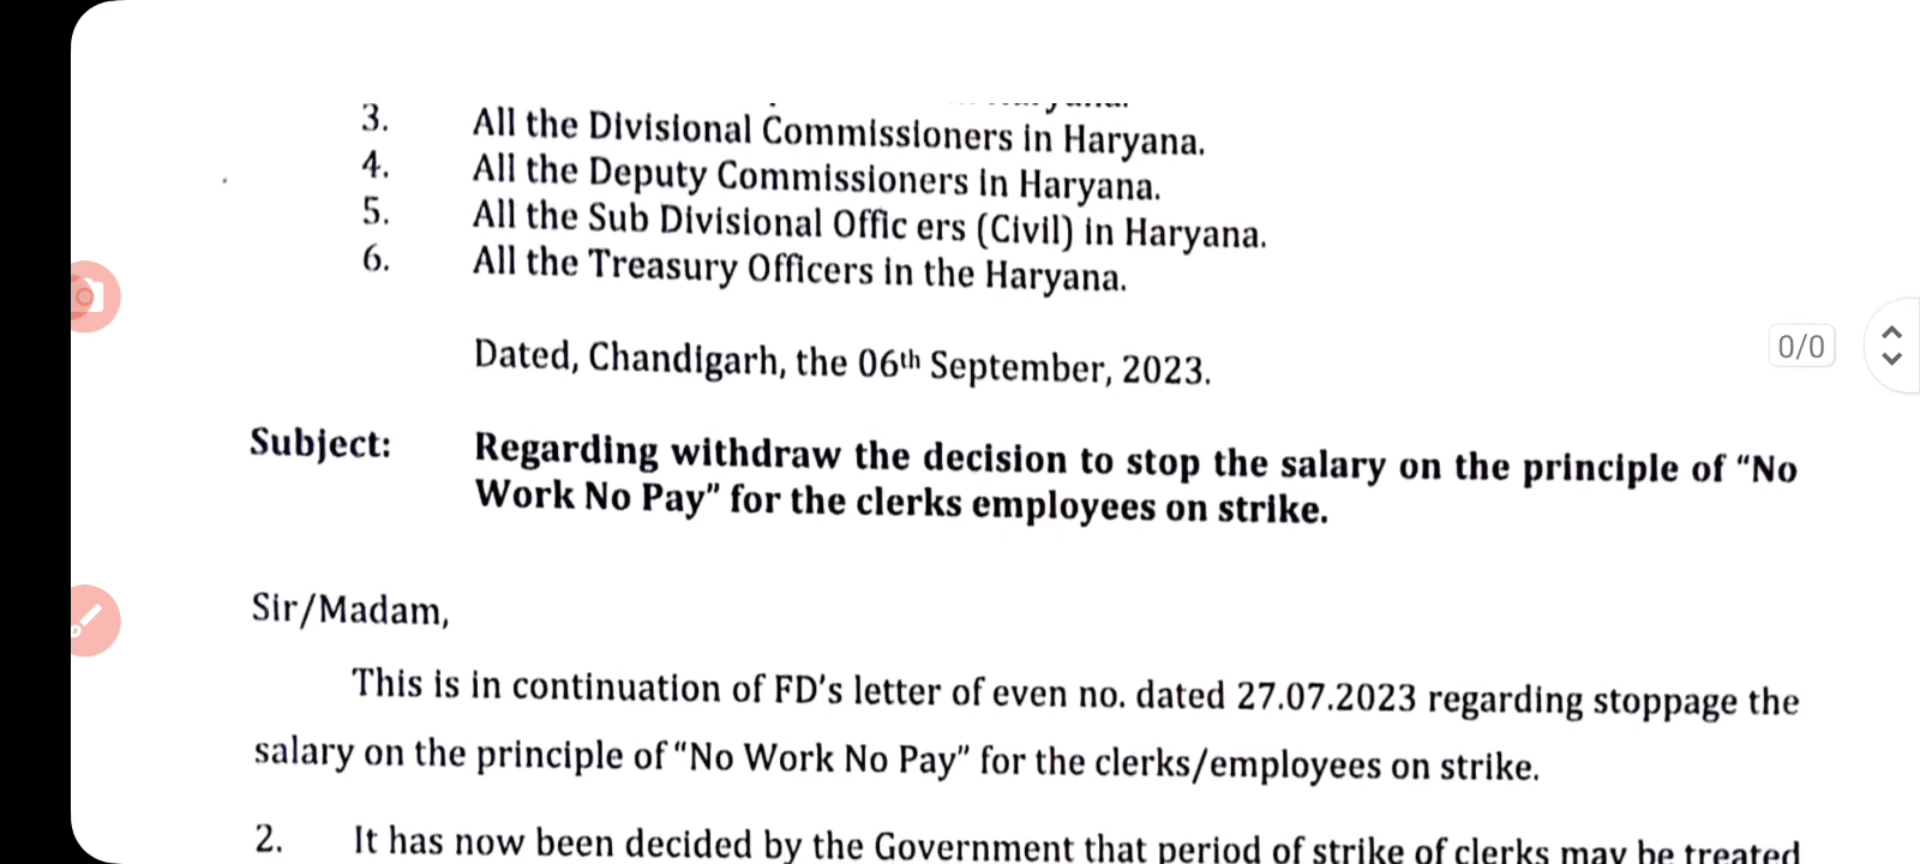 3. All the Divisional Commissioners in Haryana.
4. All the Deputy Commissioners in Haryana.
5. All the Sub Divisional Offic ers (Civil) in Haryana.
6. All the Treasury Officers in the Haryana.
Dated, Chandigarh, the 06th September, 2023.
0/0
Subject: Regarding withdraw the decision to stop the salary on the principle of “No
Work No Pay” for the clerks employees on strike.
Sir/Madam,
This is in continuation of FD’s letter of even no. dated 27.07.2023 regarding stoppage the
salary on the principle of “No Work No Pay” for the clerks/employees on strike.
2. It has now been decided by the Government that period of strike of clerks may be treated